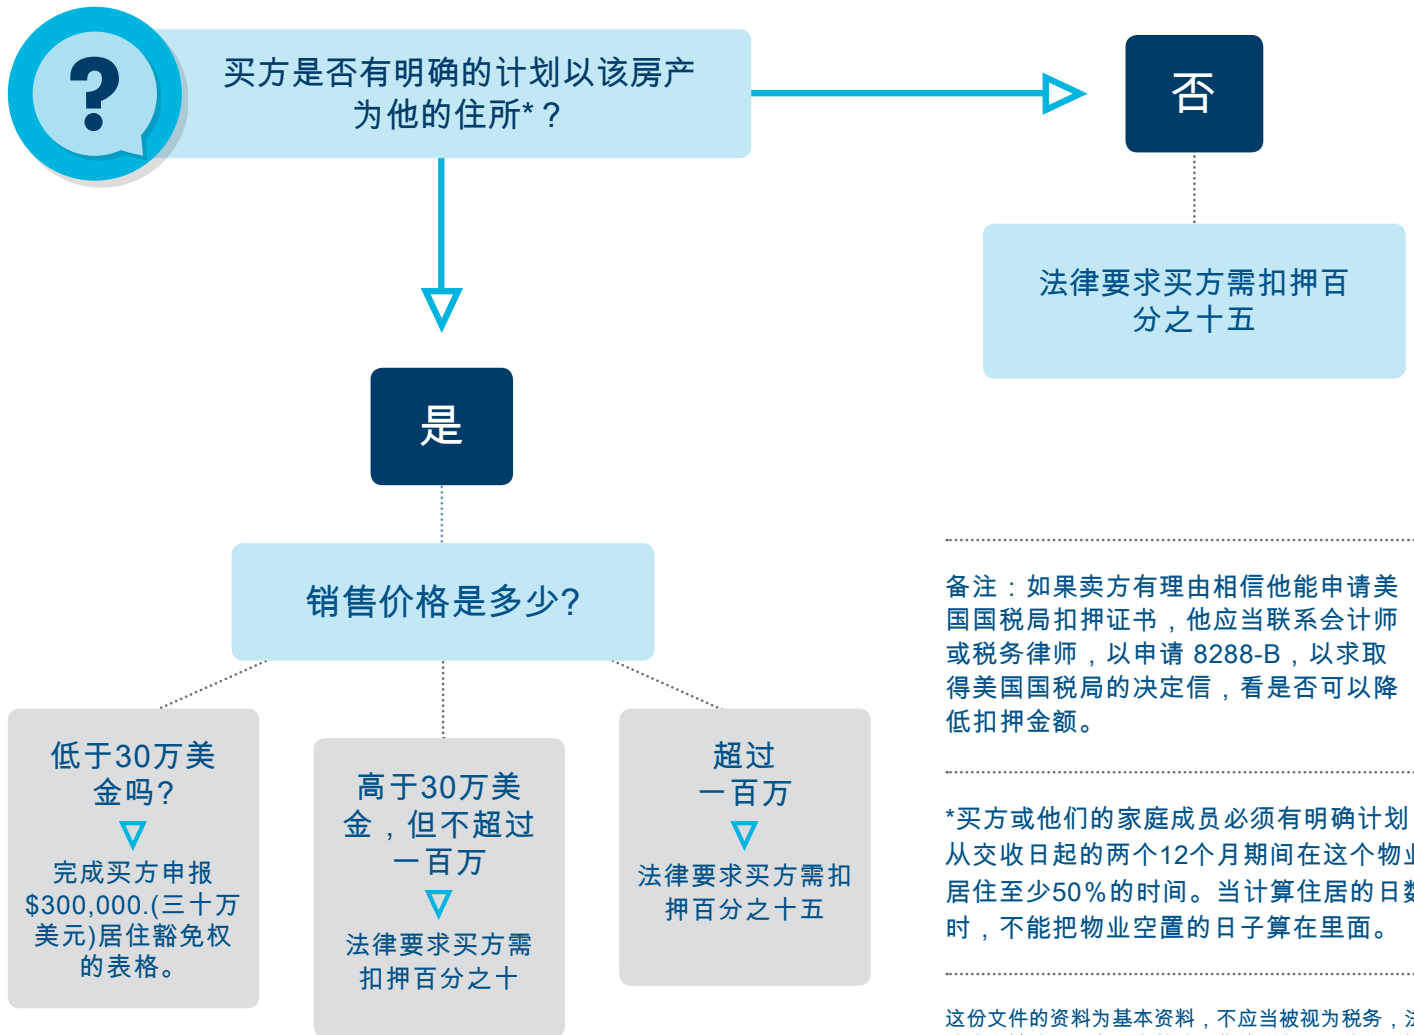 ?
买方是否有明确的计划以该房产
为他的住所*？
否
法律要求买方需扣押百
分之十五
是
销售价格是多少?
低于30万美
金吗?
完成买方申报
$300,000.(三十万
美元)居住豁免权
的表格。
高于30万美
金，但不超过
一百万
法律要求买方需
扣押百分之十
超过
一百万
法律要求买方需扣
押百分之十五
备注：如果卖方有理由相信他能申请美
国国税局扣押证书，他应当联系会计师
或税务律师，以申请 8288-B，以求取
得美国国税局的决定信，看是否可以降
低扣押金额。
*买方或他们的家庭成员必须有明确计划
从交收日起的两个12个月期间在这个物业
居住至少50%的时间。当计算住居的日数
时，不能把物业空置的日子算在里面。
这份文件的资料为基本资料，不应当被视为税务，法